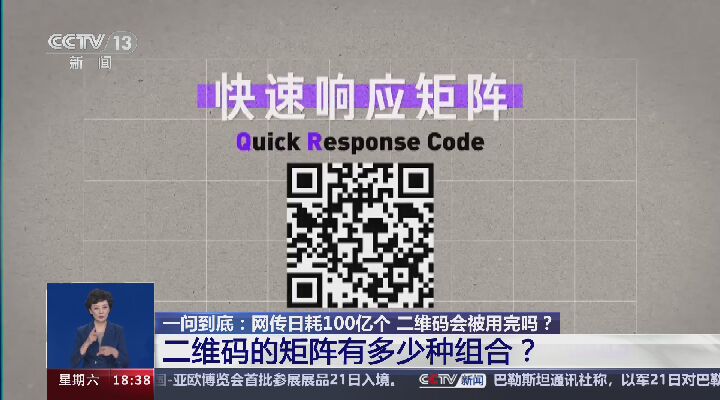 CCTV 13
新闻
快速响应矩阵
Quick Response Code
一问到底：网传日耗100亿个 二维码会被用完吗？
二维码的矩阵有多少种组合？
星期六 18:38 国-亚欧博览会首批参展展品21日入境。 CCTV 新闻 巴勒斯坦通讯社称，以军21日对巴勒